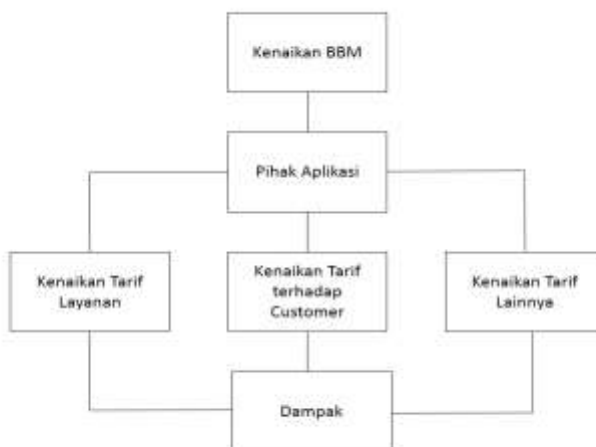 Kenaikan BBM
Pihak Aplikasi
Kenaikan Tarif
Layanan
Kenaikan Tarif
terhadap
Customer
Kenaikan Tarif
Lainnya
Dampak